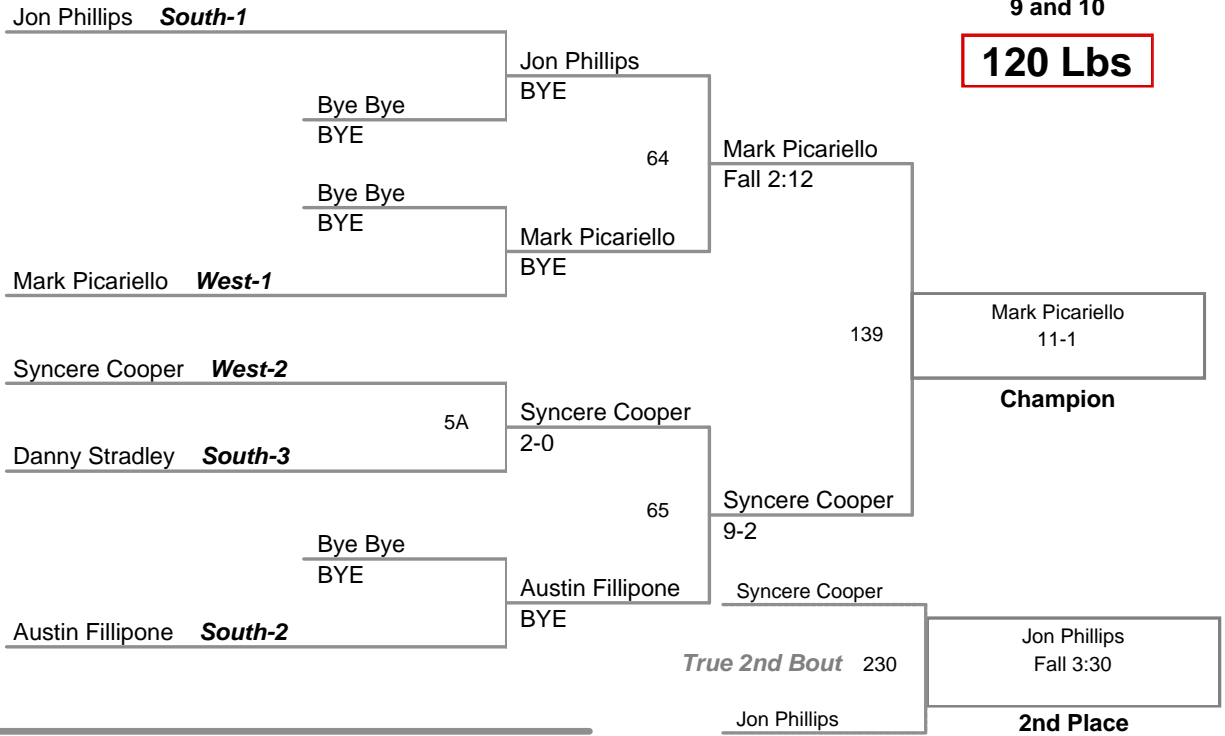 9 and 10
120 Lbs
Jon Phillips South-1
Jon Phillips
BYE
Bye Bye
BYE
64
Mark Picariello
Fall 2:12
Bye Bye
BYE
Mark Picariello
BYE
Mark Picariello West-1
139
Mark Picariello
11-1
Champion
Syncere Cooper West-2
5A
Syncere Cooper
2-0
Danny Stradley South-3
65
Syncere Cooper
9-2
Bye Bye
BYE
Austin Fillipone
BYE
Austin Fillipone South-2
Syncere Cooper
True 2nd Bout 230
Jon Phillips
Jon Phillips
Fall 3:30
2nd Place